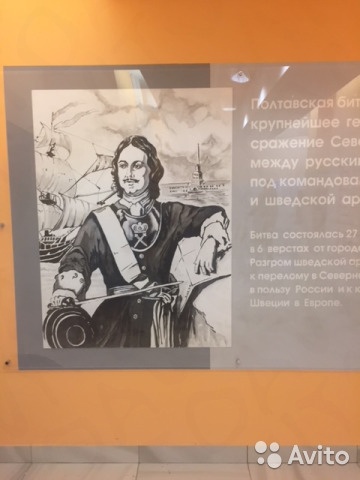 Полтавская бит
крупнейшее ге
сражение Севе
между русским
под командова
и шведской ар
Битва состоялась 27
в 6 верстах от город
Разгром шведской ар
к перелому в Северн
в пользу России и к к
Швеции в Европе.
Avito